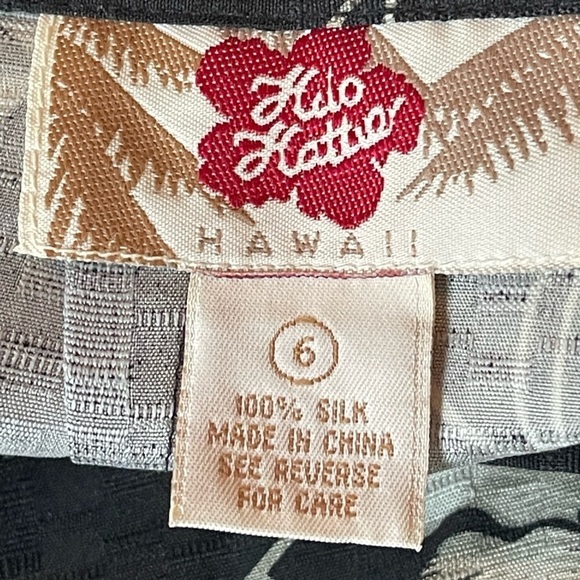 Hilo
Hattie
HAWAII
6
100% SILK
MADE IN CHINA
SEE REVERSE
FOR CARE